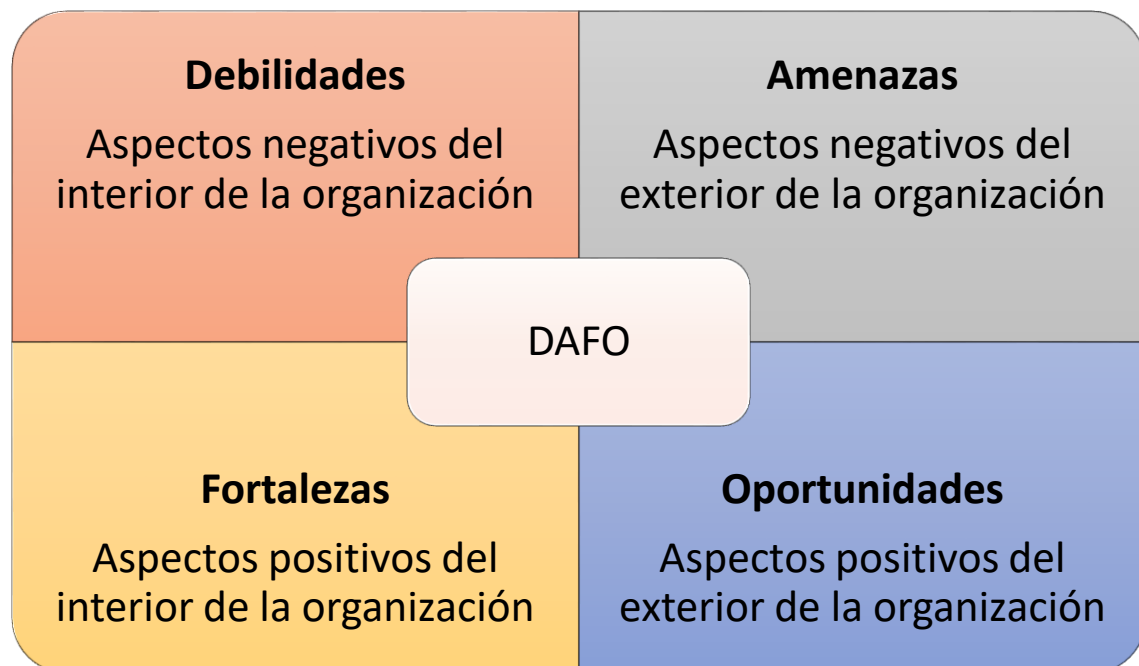 Debilidades
Aspectos negativos del
interior de la organización
Amenazas
Aspectos negativos del
exterior de la organización
DAFO
Fortalezas
Aspectos positivos del
interior de la organización
Oportunidades
Aspectos positivos del
exterior de la organización